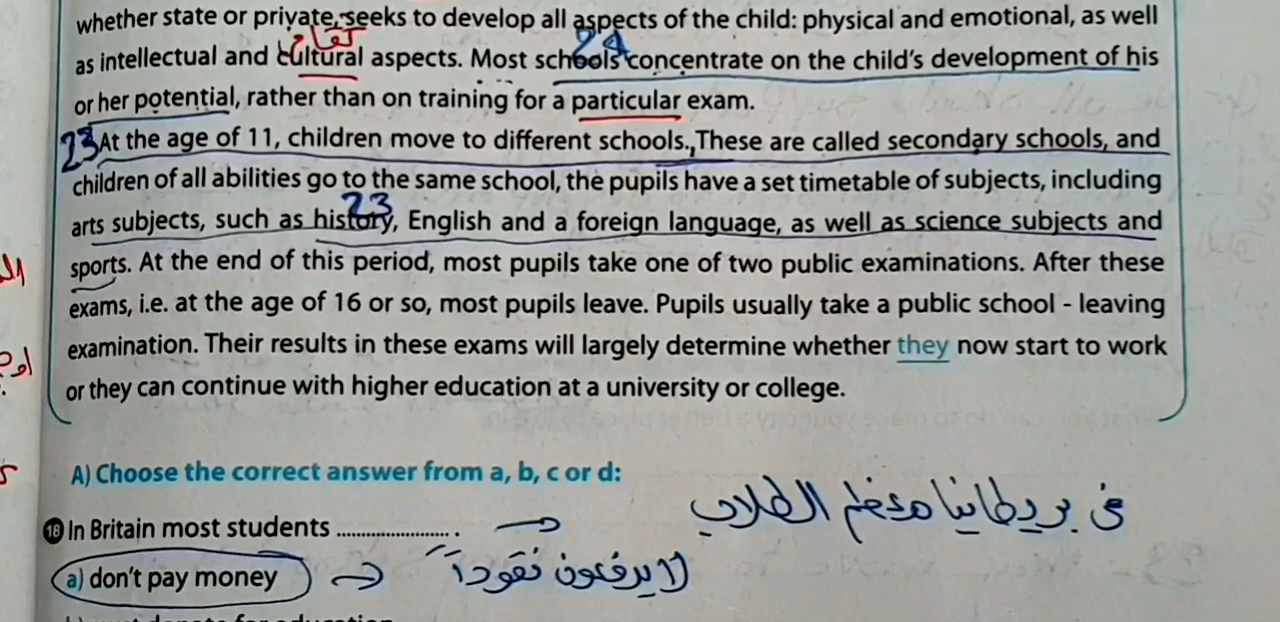 whether state or private, seeks to develop all aspects of the child: physical and emotional, as well
as intellectual and cultural aspects. Most schools concentrate on the child's development of his
24
or her potential, rather than on training for a particular exam.
23 At the age of 11, children move to different schools., These are called secondary schools, and
children of all abilities go to the same school, the pupils have a set timetable of subjects, including
23
arts subjects, such as history, English and a foreign language, as well as science subjects and
sports. At the end of this period, most pupils take one of two public examinations. After these
exams, i.e. at the age of 16 or so, most pupils leave. Pupils usually take a public school - leaving
examination. Their results in these exams will largely determine whether they now start to work
or they can continue with higher education at a university or college.
A) Choose the correct answer from a, b, c or d:
في بريطانيا معظم الطلاب
18 In Britain most students ........................ .
a) don't pay money
لا يدفعون نقوداً